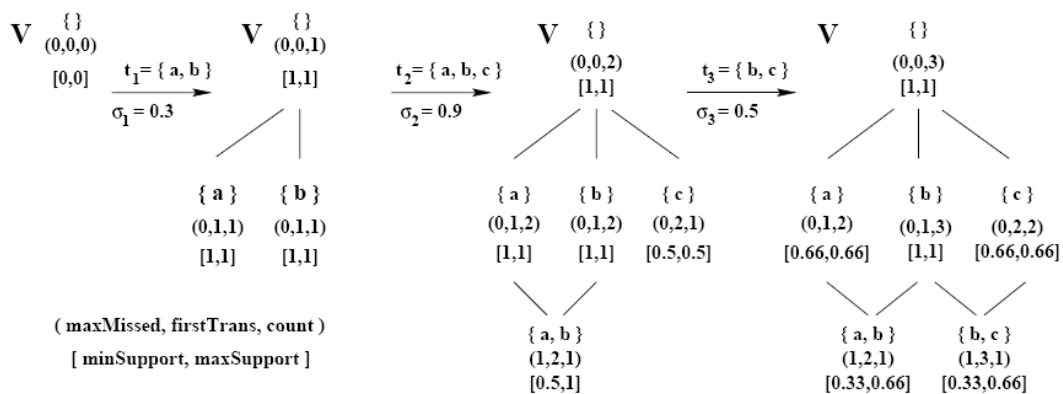 V { } (0,0,0) [0,0]
t1= { a, b }
σ1= 0.3
V { } (0,0,1) [1,1]
{ a } { b }
(0,1,1) (0,1,1)
[1,1] [1,1]
t2= { a, b, c }
σ2= 0.9
V { } (0,0,2) [1,1]
{ a } { b } { c }
(0,1,2) (0,1,2) (0,2,1)
[1,1] [1,1] [0.5,0.5]
{ a, b }
(1,2,1)
[0.5,1]
t3= { b, c }
σ3= 0.5
V { } (0,0,3) [1,1]
{ a } { b } { c }
(0,1,2) (0,1,3) (0,2,2)
[0.66,0.66] [1,1] [0.66,0.66]
{ a, b } { b, c }
(1,2,1) (1,3,1)
[0.33,0.66] [0.33,0.66]
( maxMissed, firstTrans, count )
[ minSupport, maxSupport ]